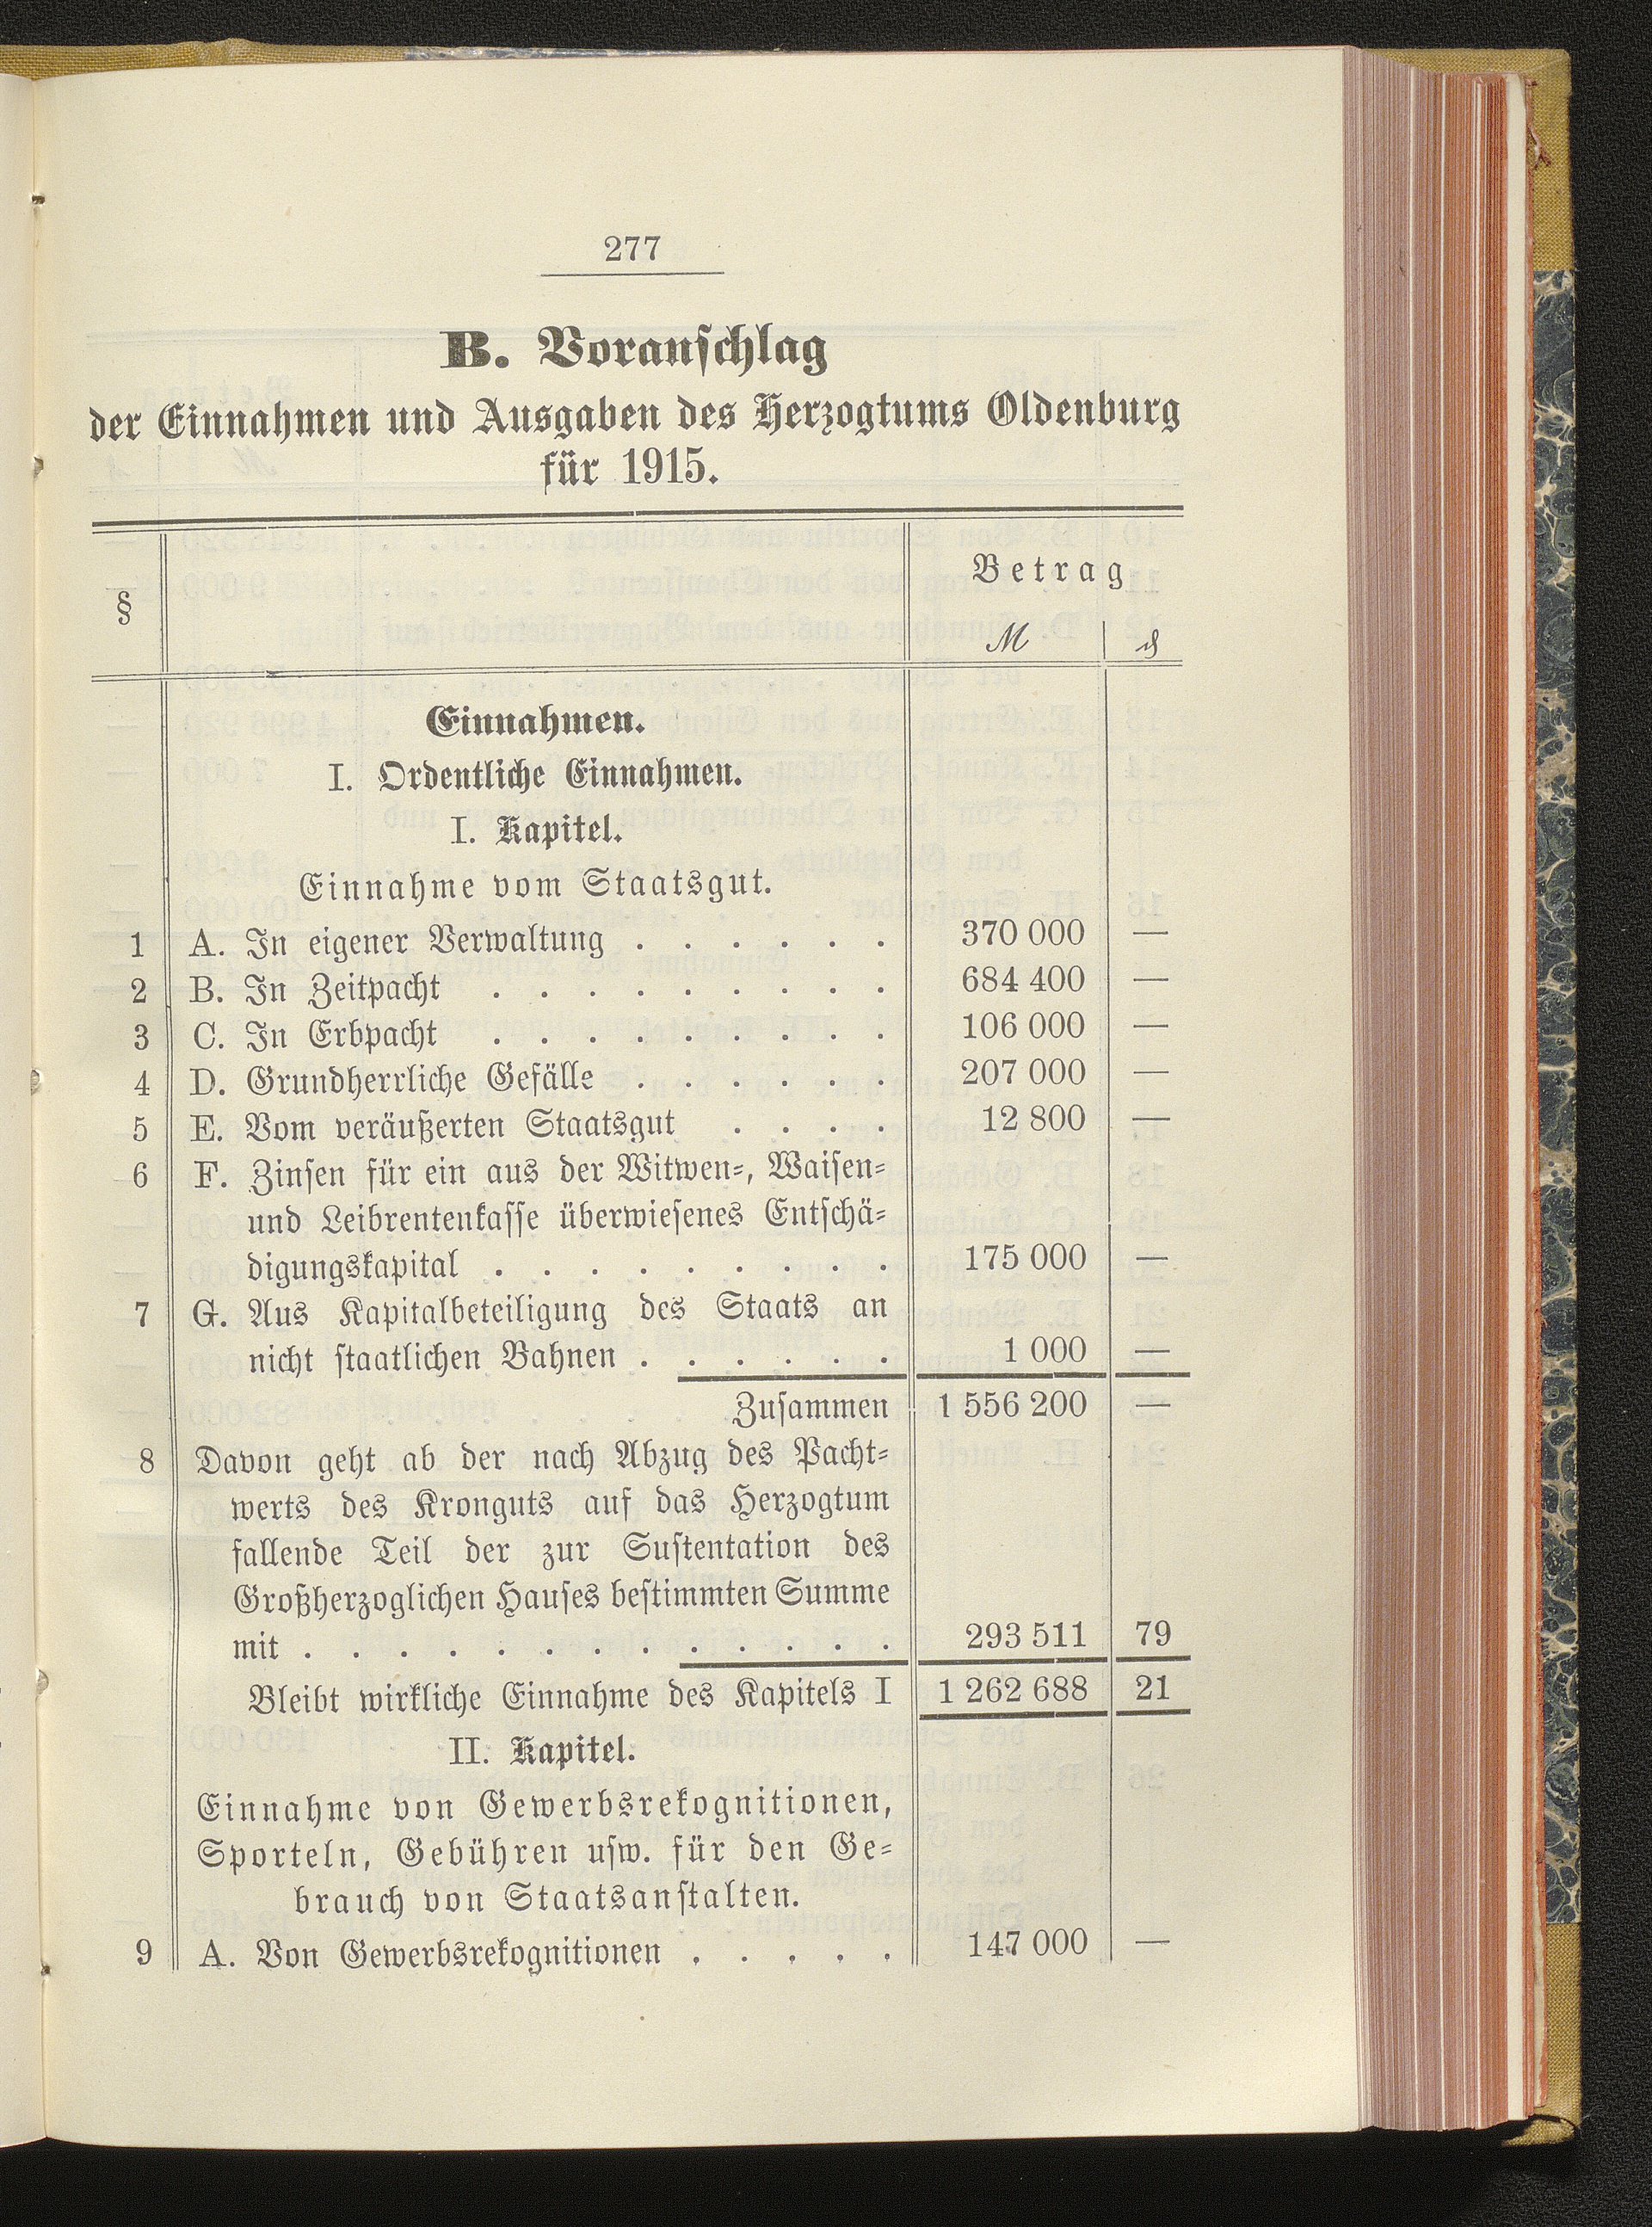 277
B. Voranschlag
der Einnahmen und Ausgaben des Herzogtums Oldenburg
für 1915.
§ Betrag
ℳ ₰
Einnahmen.
I. Ordentliche Einnahmen.
I. Kapitel.
Einnahme vom Staatsgut.
1 A. In eigener Verwaltung . . . . . . 370 000 —
2 B. In Zeitpacht . . . . . . . . . 684 400 —
3 C. In Erbpacht . . . . . . . . . 106 000 —
4 D. Grundherrliche Gefälle . . . . . . 207 000 —
5 E. Vom veräußerten Staatsgut . . . . 12 800 —
6 F. Zinsen für ein aus der Witwen-, Waisen-
und Leibrentenkasse überwiesenes Entschä-
digungskapital . . . . . . . . . 175 000 —
7 G. Aus Kapitalbeteiligung des Staats an
nicht staatlichen Bahnen . . . . . . 1 000 —
Zusammen 1 556 200 —
8 Davon geht ab der nach Abzug des Pacht-
werts des Kronguts auf das Herzogtum
fallende Teil der zur Sustentation des
Großherzoglichen Hauses bestimmten Summe
mit . . . . . . . . . . . . . 293 511 79
Bleibt wirkliche Einnahme des Kapitels I 1 262 688 21
II. Kapitel.
Einnahme von Gewerbsrekognitionen,
Sporteln, Gebühren usw. für den Ge-
brauch von Staatsanstalten.
9 A. Von Gewerbsrekognitionen . . . . . 147 000 —